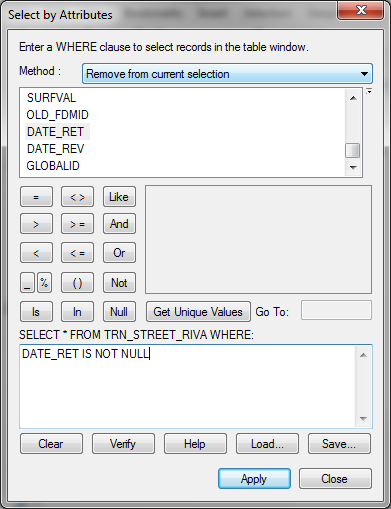 Select by Attributes
Enter a WHERE clause to select records in the table window.
Method : Remove from current selection
SURFVAL
OLD_FDMID
DATE_RET
DATE_REV
GLOBALID
= < > Like
> > = And
< < = Or
_ % ( ) Not
Is In Null Get Unique Values Go To:
SELECT * FROM TRN_STREET_RIVA WHERE:
DATE_RET IS NOT NULL
Clear Verify Help Load... Save...
Apply Close